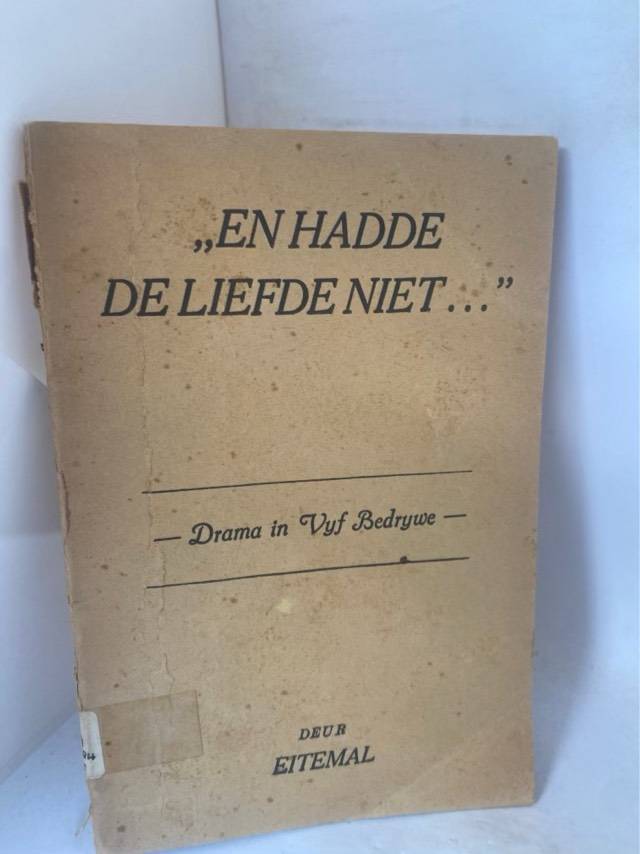 „EN HADDE
DE LIEFDE NIET..."
— Drama in Vyf Bedrywe —
DEUR
EITEMAL